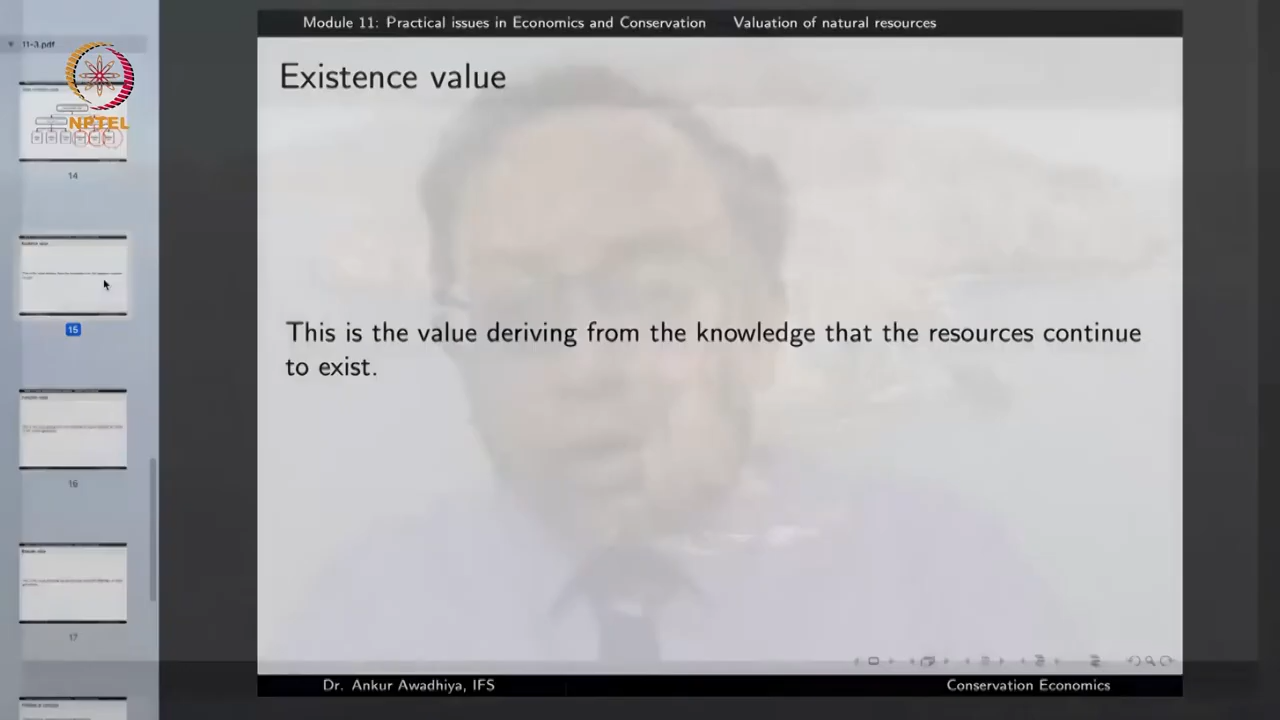 Module 11: Practical issues in Economics and Conservation Valuation of natural resources
11-3.pdf
NPTEL
14
15
16
17
Existence value
This is the value deriving from the knowledge that the resources continue
to exist.
Dr. Ankur Awadhiya, IFS Conservation Economics